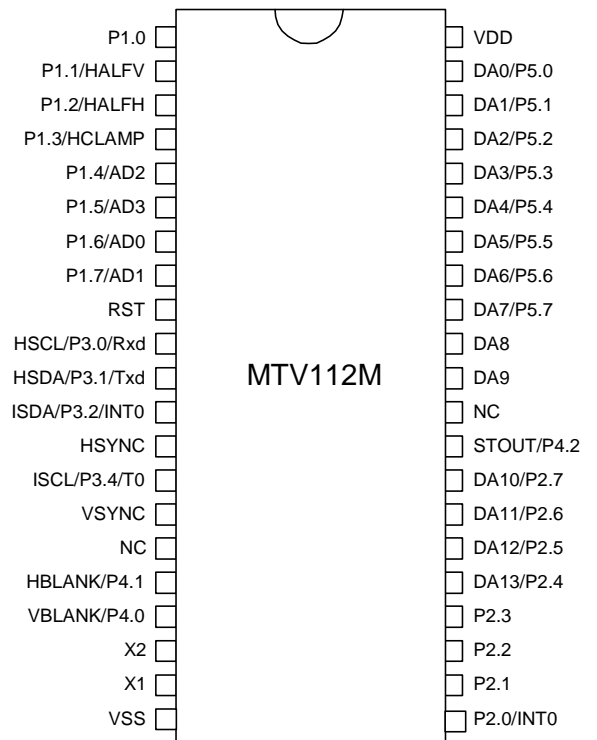 P1.0
P1.1/HALFV
P1.2/HALFH
P1.3/HCLAMP
P1.4/AD2
P1.5/AD3
P1.6/AD0
P1.7/AD1
RST
HSCL/P3.0/Rxd
HSDA/P3.1/Txd
ISDA/P3.2/INT0
HSYNC
ISCL/P3.4/T0
VSYNC
NC
HBLANK/P4.1
VBLANK/P4.0
X2
X1
VSS
MTV112M
VDD
DA0/P5.0
DA1/P5.1
DA2/P5.2
DA3/P5.3
DA4/P5.4
DA5/P5.5
DA6/P5.6
DA7/P5.7
DA8
DA9
NC
STOUT/P4.2
DA10/P2.7
DA11/P2.6
DA12/P2.5
DA13/P2.4
P2.3
P2.2
P2.1
P2.0/INT0